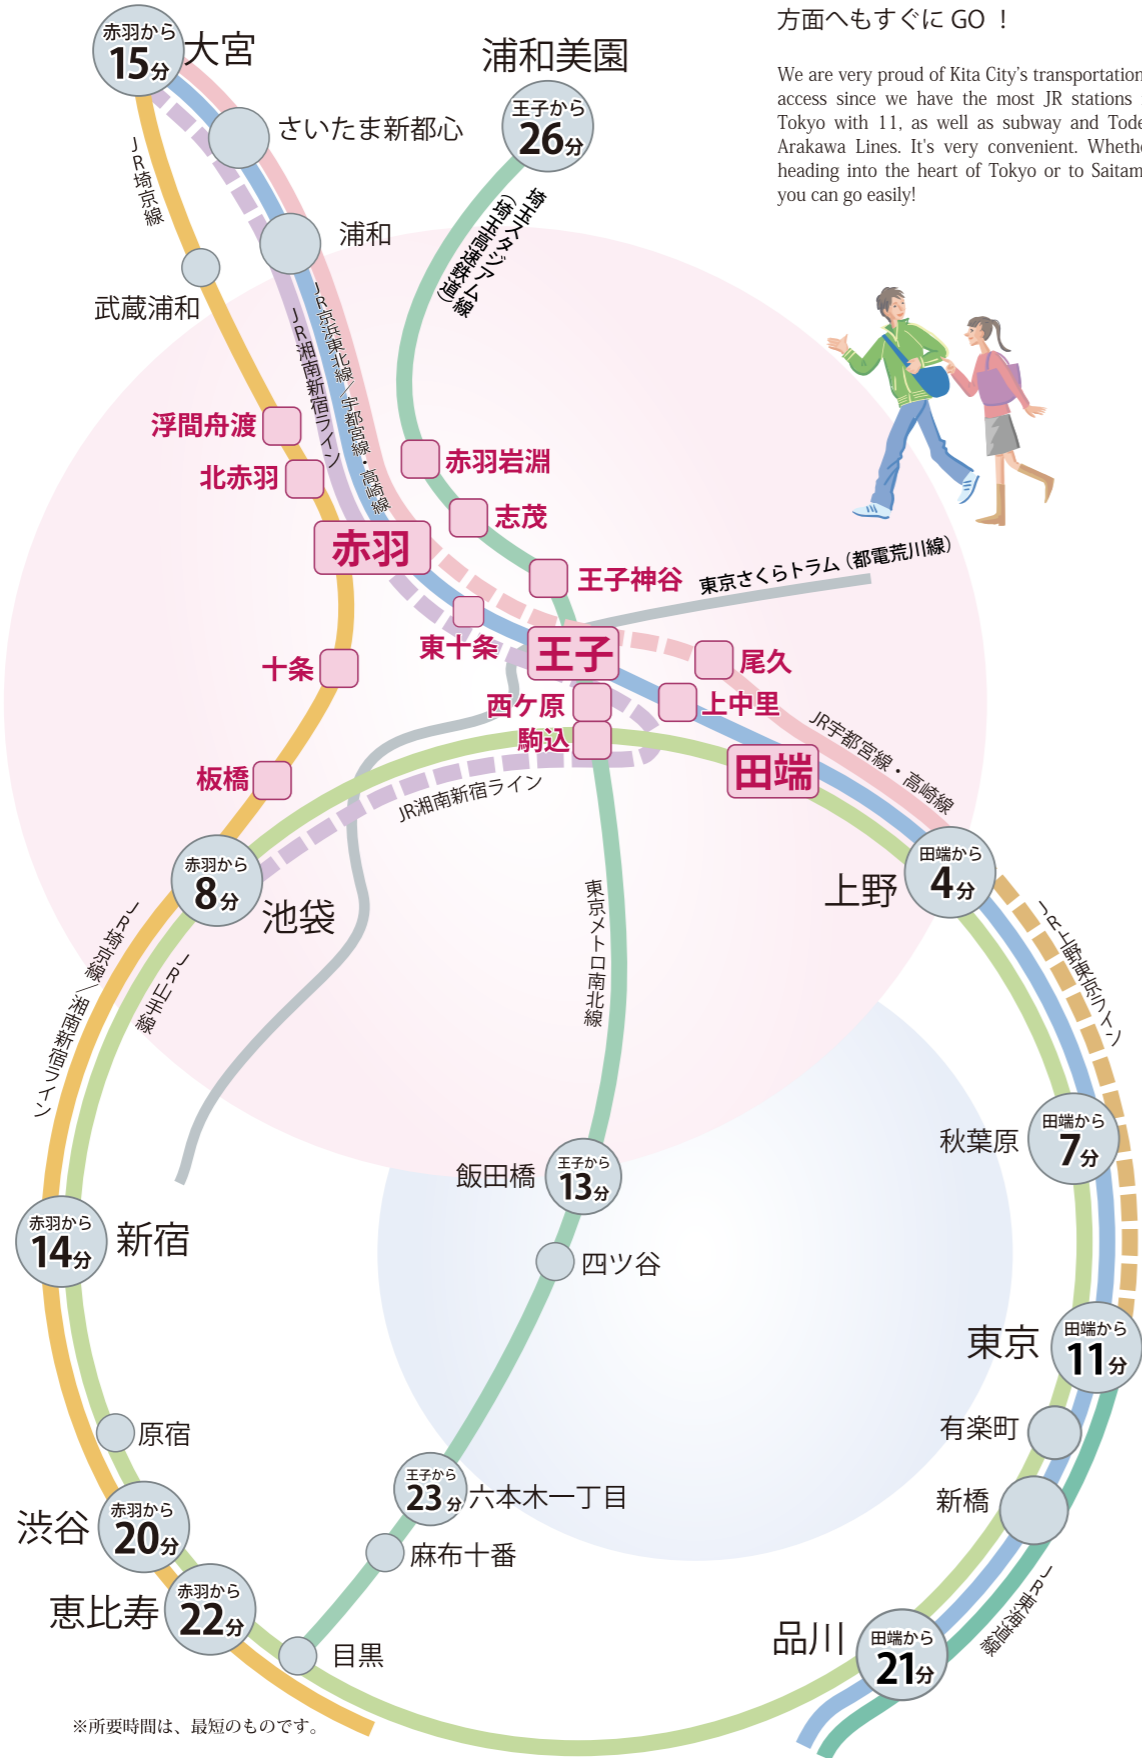 方面へもすぐに GO ！
We are very proud of Kita City's transportation
access since we have the most JR stations
Tokyo with 11, as well as subway and Tode
Arakawa Lines. It's very convenient. Wheth
heading into the heart of Tokyo or to Saitam
you can go easily!
赤羽から
15分
大宮
浦和美園
王子から
26分
さいたま新都心
JR埼京線
浦和
埼玉スタジアム線
（埼玉高速鉄道）
武蔵浦和
JR京浜東北線／宇都宮線・高崎線
JR湘南新宿ライン
浮間舟渡
北赤羽
赤羽岩淵
志茂
赤羽
王子神谷
東京さくらトラム（都電荒川線）
東十条
王子
十条
尾久
西ケ原
上中里
駒込
田端
板橋
JR宇都宮線・高崎線
JR湘南新宿ライン
赤羽から
8分
池袋
田端から
4分
上野
東京メトロ南北線
JR上野東京ライン
JR埼京線／湘南新宿ライン
JR山手線
田端から
7分
秋葉原
飯田橋
王子から
13分
赤羽から
14分
新宿
四ツ谷
東京
田端から
11分
原宿
有楽町
王子から
23分
六本木一丁目
新橋
渋谷
赤羽から
20分
麻布十番
恵比寿
赤羽から
22分
JR東海道線
目黒
品川
田端から
21分
※所要時間は、最短のものです。